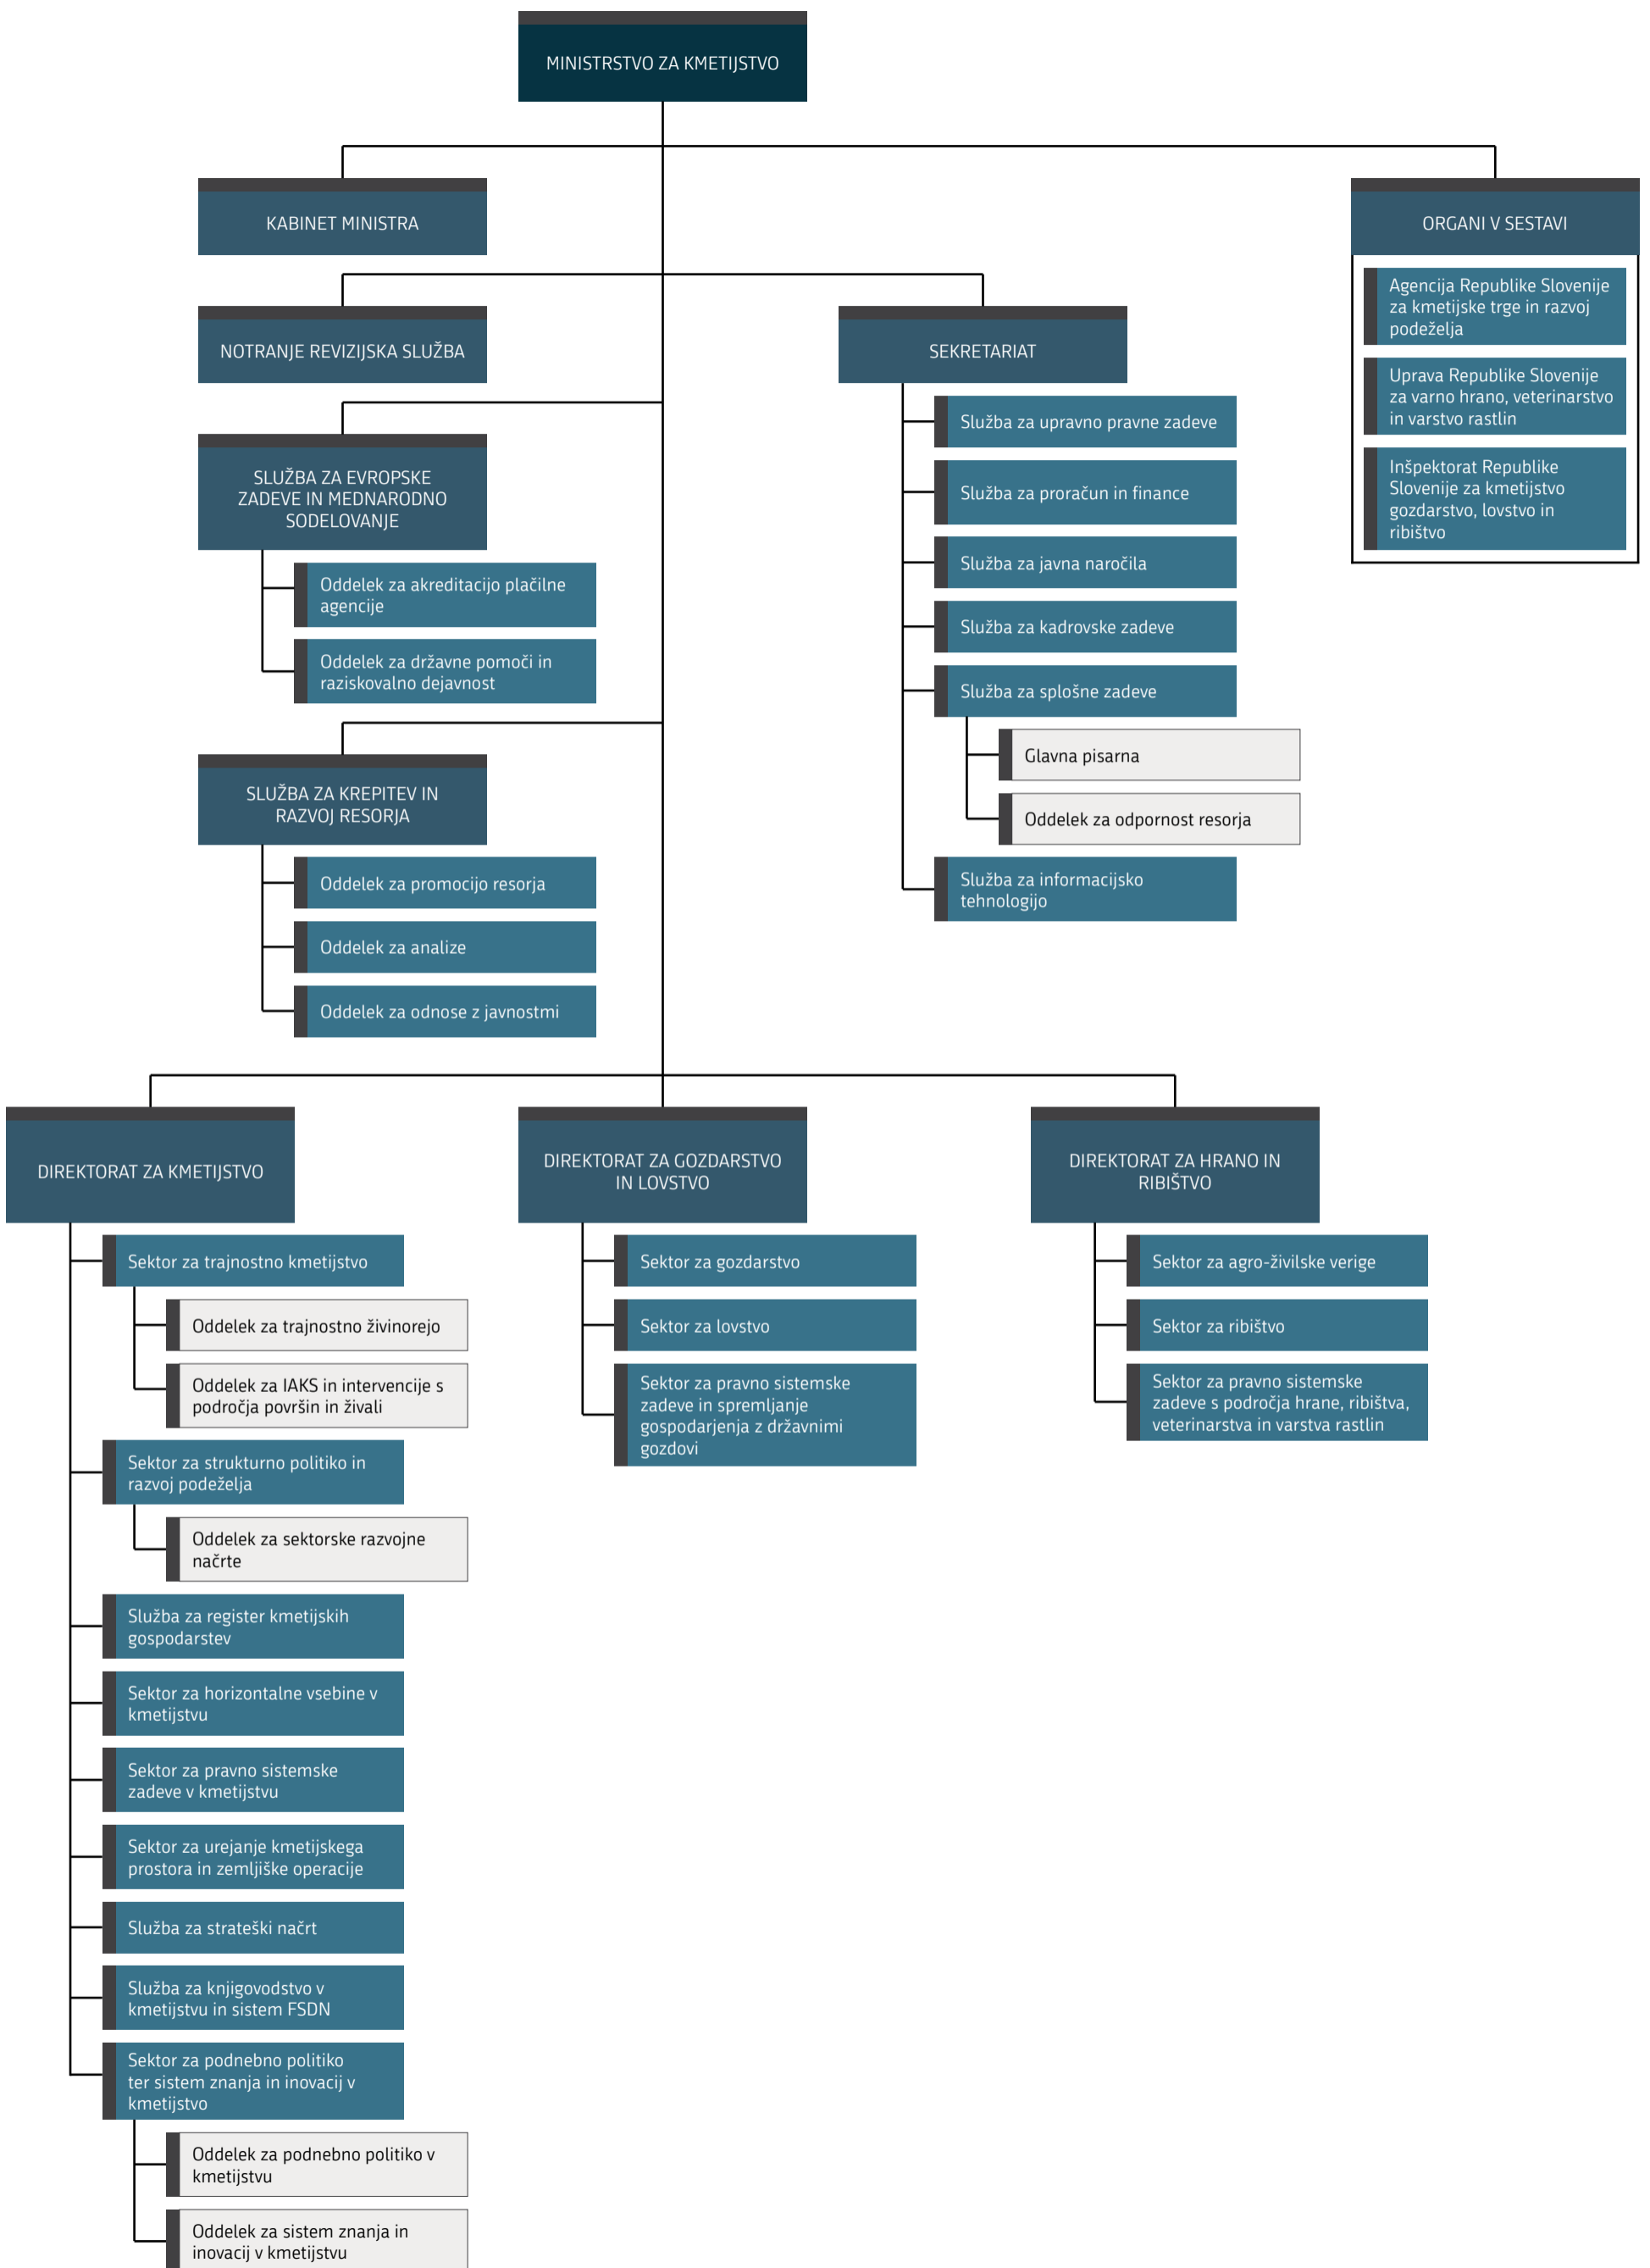 MINISTRSTVO ZA KMETIJSTVO
KABINET MINISTRA
ORGANI V SESTAVI
Agencija Republike Slovenije
za kmetijske trge in razvoj
podeželja
Uprava Republike Slovenije
za varno hrano, veterinarstvo
in varstvo rastlin
Inšpektorat Republike
Slovenije za kmetijstvo
gozdarstvo, lovstvo in
ribištvo
NOTRANJE REVIZIJSKA SLUŽBA
SEKRETARIAT
Služba za upravno pravne zadeve
Služba za proračun in finance
Služba za javna naročila
Služba za kadrovske zadeve
Služba za splošne zadeve
Glavna pisarna
Oddelek za odpornost resorja
Služba za informacijsko
tehnologijo
SLUŽBA ZA EVROPSKE
ZADEVE IN MEDNARODNO
SODELOVANJE
Oddelek za akreditacijo plačilne
agencije
Oddelek za državne pomoči in
raziskovalno dejavnost
SLUŽBA ZA KREPITEV IN
RAZVOJ RESORJA
Oddelek za promocijo resorja
Oddelek za analize
Oddelek za odnose z javnostmi
DIREKTORAT ZA KMETIJSTVO
Sektor za trajnostno kmetijstvo
Oddelek za trajnostno živinorejo
Oddelek za IAKS in intervencije s
področja površin in živali
Sektor za strukturno politiko in
razvoj podeželja
Oddelek za sektorske razvojne
načrte
Služba za register kmetijskih
gospodarstev
Sektor za horizontalne vsebine v
kmetijstvu
Sektor za pravno sistemske
zadeve v kmetijstvu
Sektor za urejanje kmetijskega
prostora in zemljiške operacije
Služba za strateški načrt
Služba za knjigovodstvo v
kmetijstvu in sistem FSDN
Sektor za podnebno politiko
ter sistem znanja in inovacij v
kmetijstvo
Oddelek za podnebno politiko v
kmetijstvu
Oddelek za sistem znanja in
inovacij v kmetijstvu
DIREKTORAT ZA GOZDARSTVO
IN LOVSTVO
Sektor za gozdarstvo
Sektor za lovstvo
Sektor za pravno sistemske
zadeve in spremljanje
gospodarjenja z državnimi
gozdovi
DIREKTORAT ZA HRANO IN
RIBIŠTVO
Sektor za agro-živilske verige
Sektor za ribištvo
Sektor za pravno sistemske
zadeve s področja hrane, ribištva,
veterinarstva in varstva rastlin